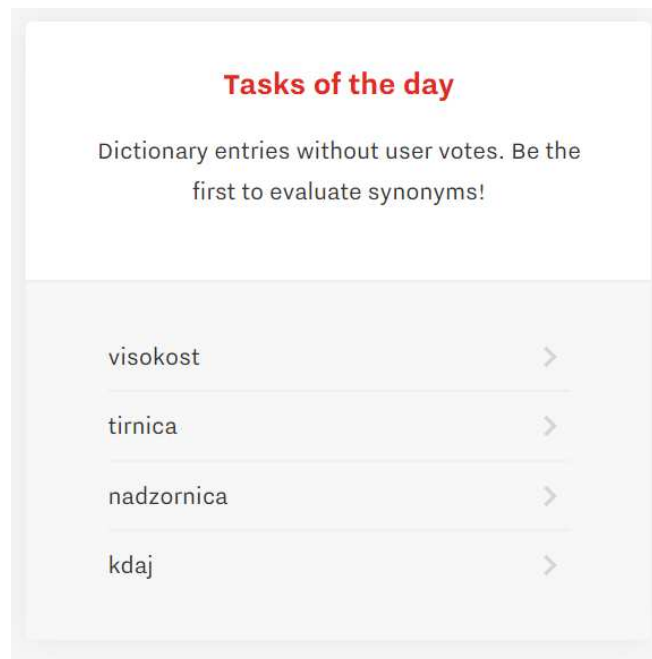 Tasks of the day
Dictionary entries without user votes. Be the
first to evaluate synonyms!
visokost
tirnica
nadzornica
kdaj